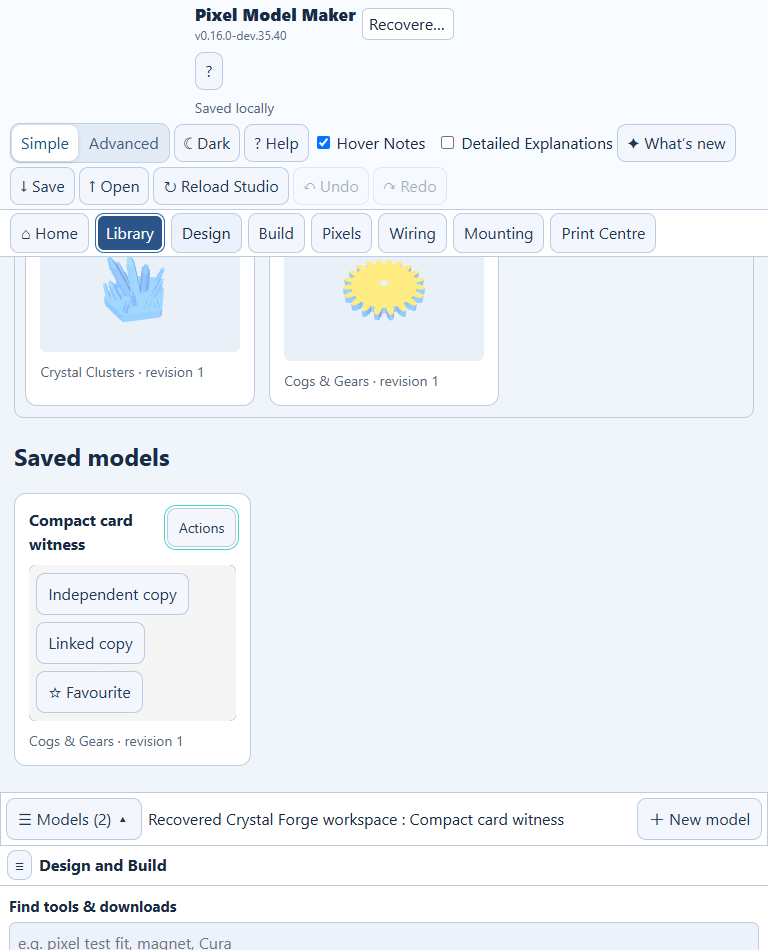 Pixel Model Maker
Recovere...
v0.16.0-dev.35.40
?
Saved locally
Simple Advanced ☾ Dark ? Help Hover Notes Detailed Explanations ✦ What's new
↓ Save ↑ Open ↻ Reload Studio ↶ Undo ↷ Redo
⌂ Home Library Design Build Pixels Wiring Mounting Print Centre
Crystal Clusters · revision 1
Cogs & Gears · revision 1
Saved models
Compact card
witness
Actions
Independent copy
Linked copy
☆ Favourite
Cogs & Gears · revision 1
☰ Models (2) ▲ Recovered Crystal Forge workspace : Compact card witness + New model
≡ Design and Build
Find tools & downloads
e.g. pixel test fit, magnet, Cura